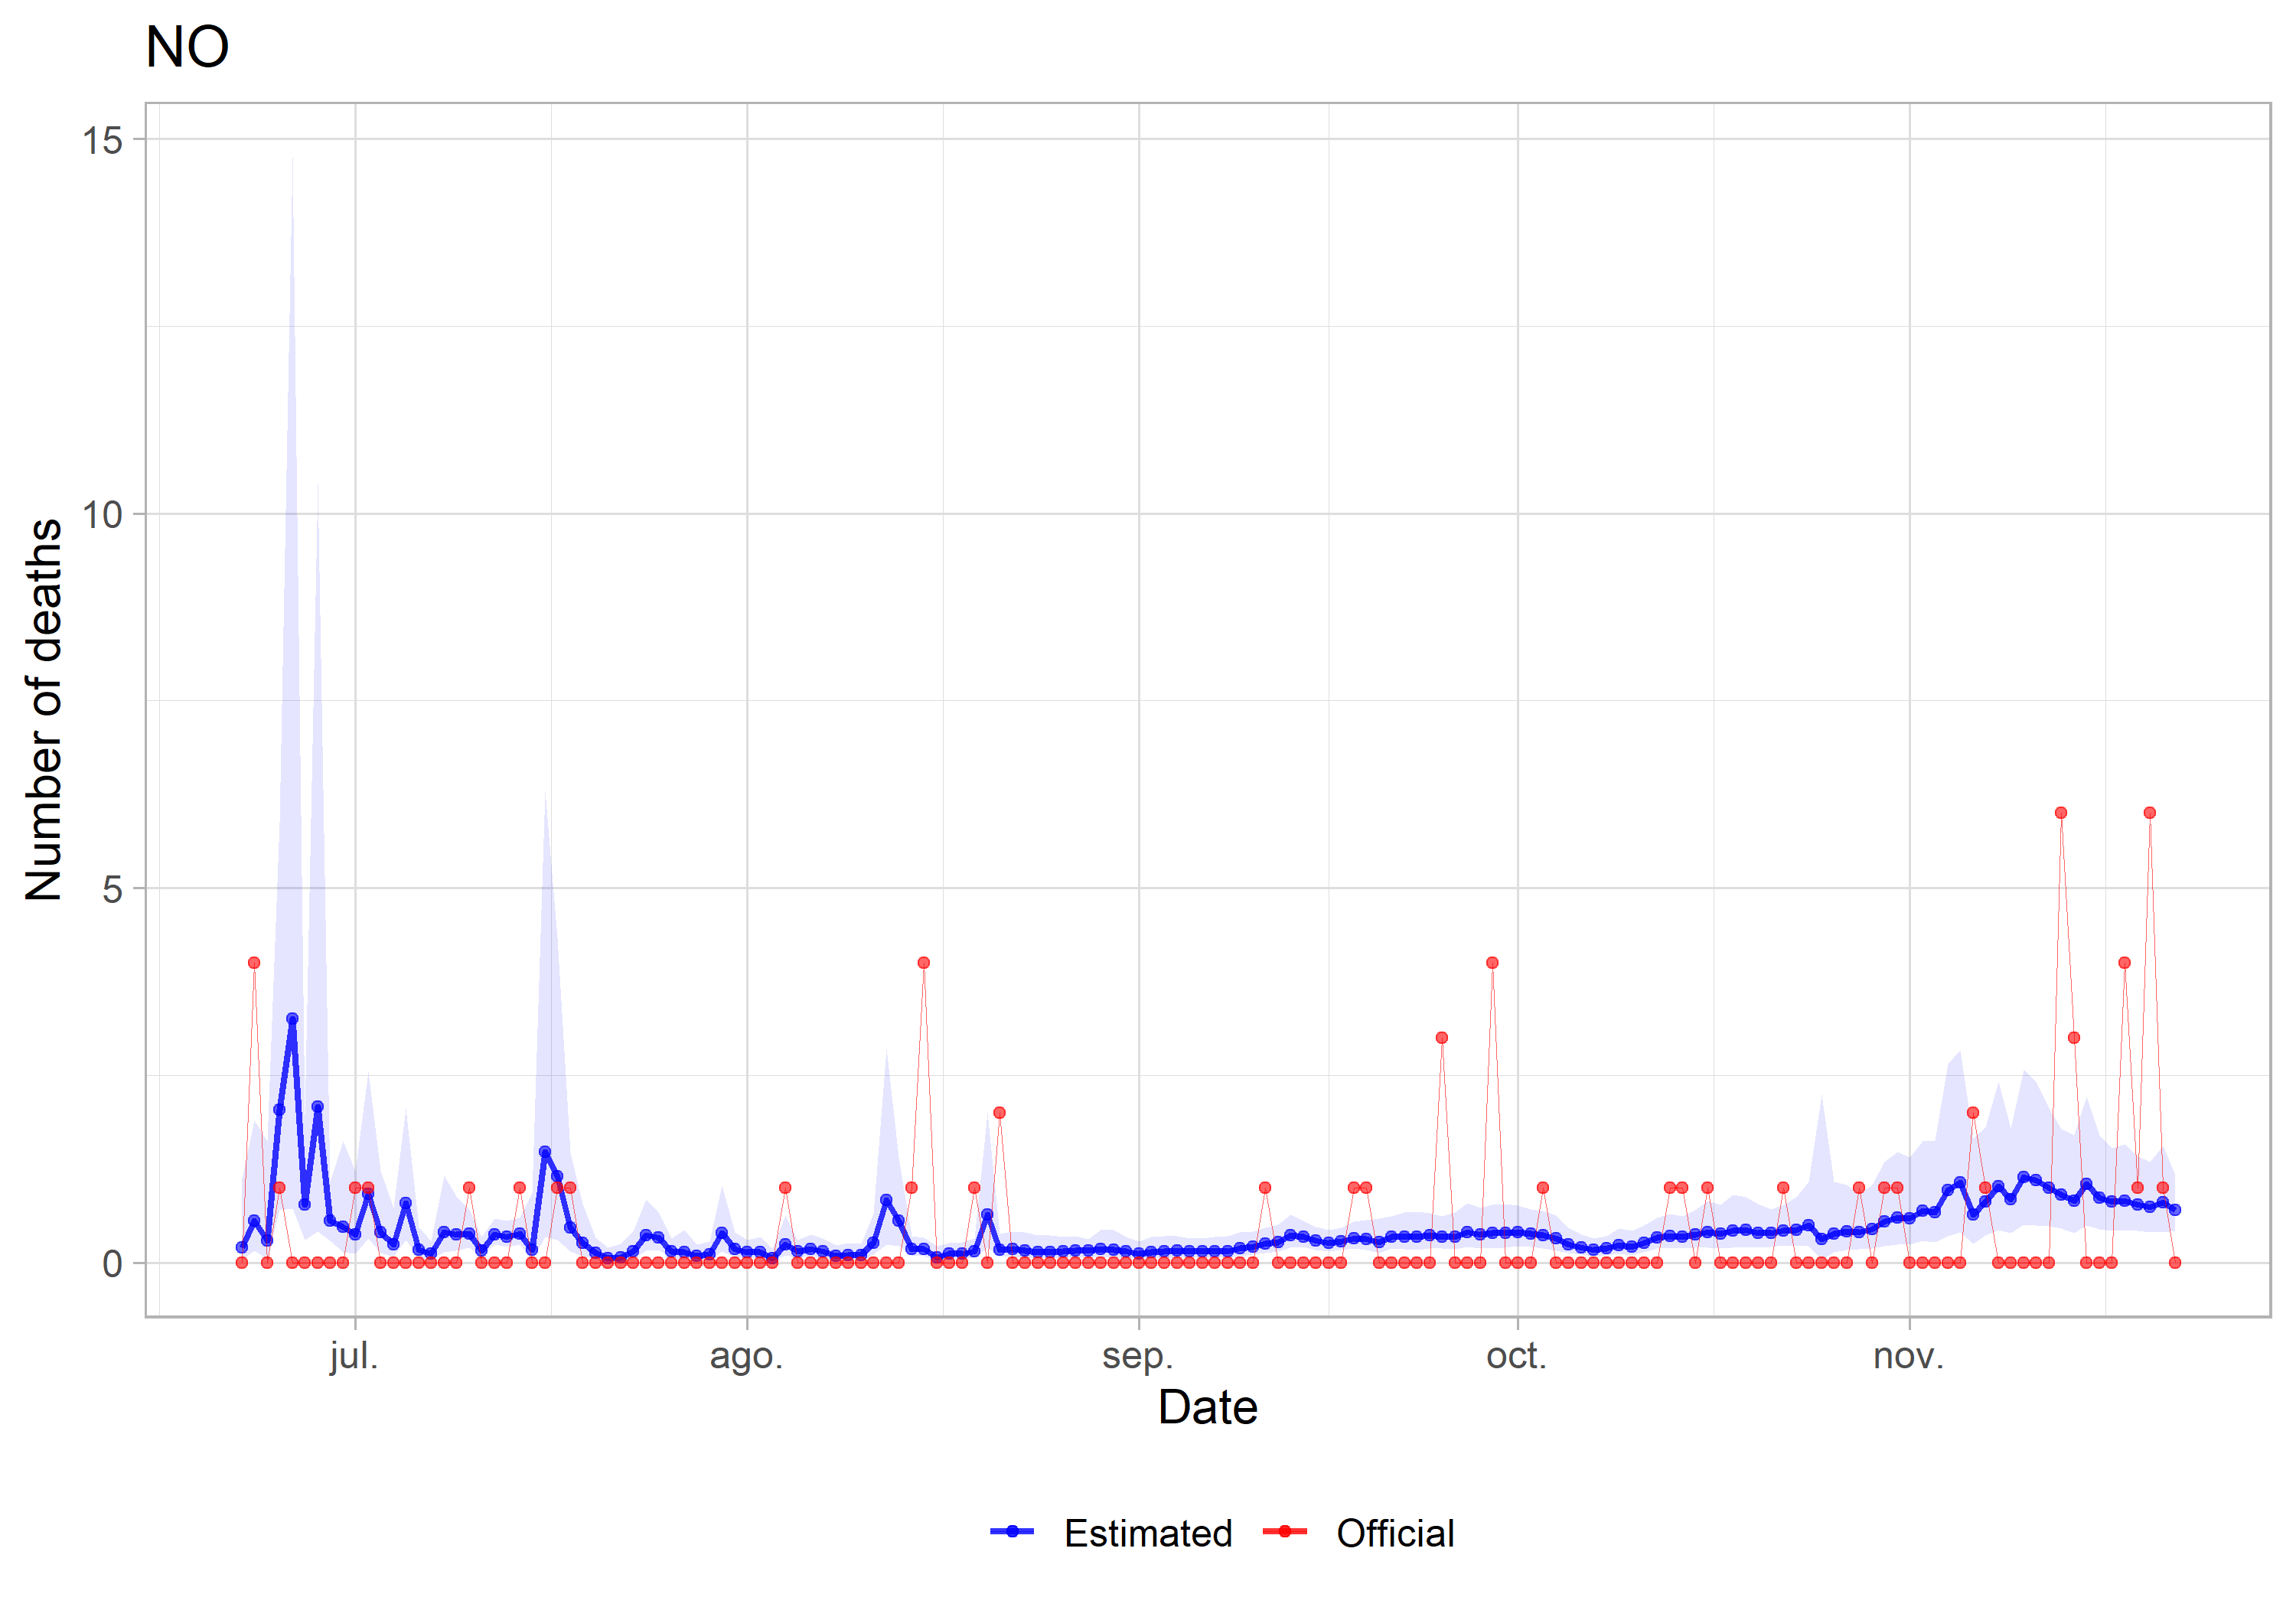 NO
15
10
5
0
Number of deaths
jul.
ago.
sep.
oct.
nov.
Date
Estimated
Official